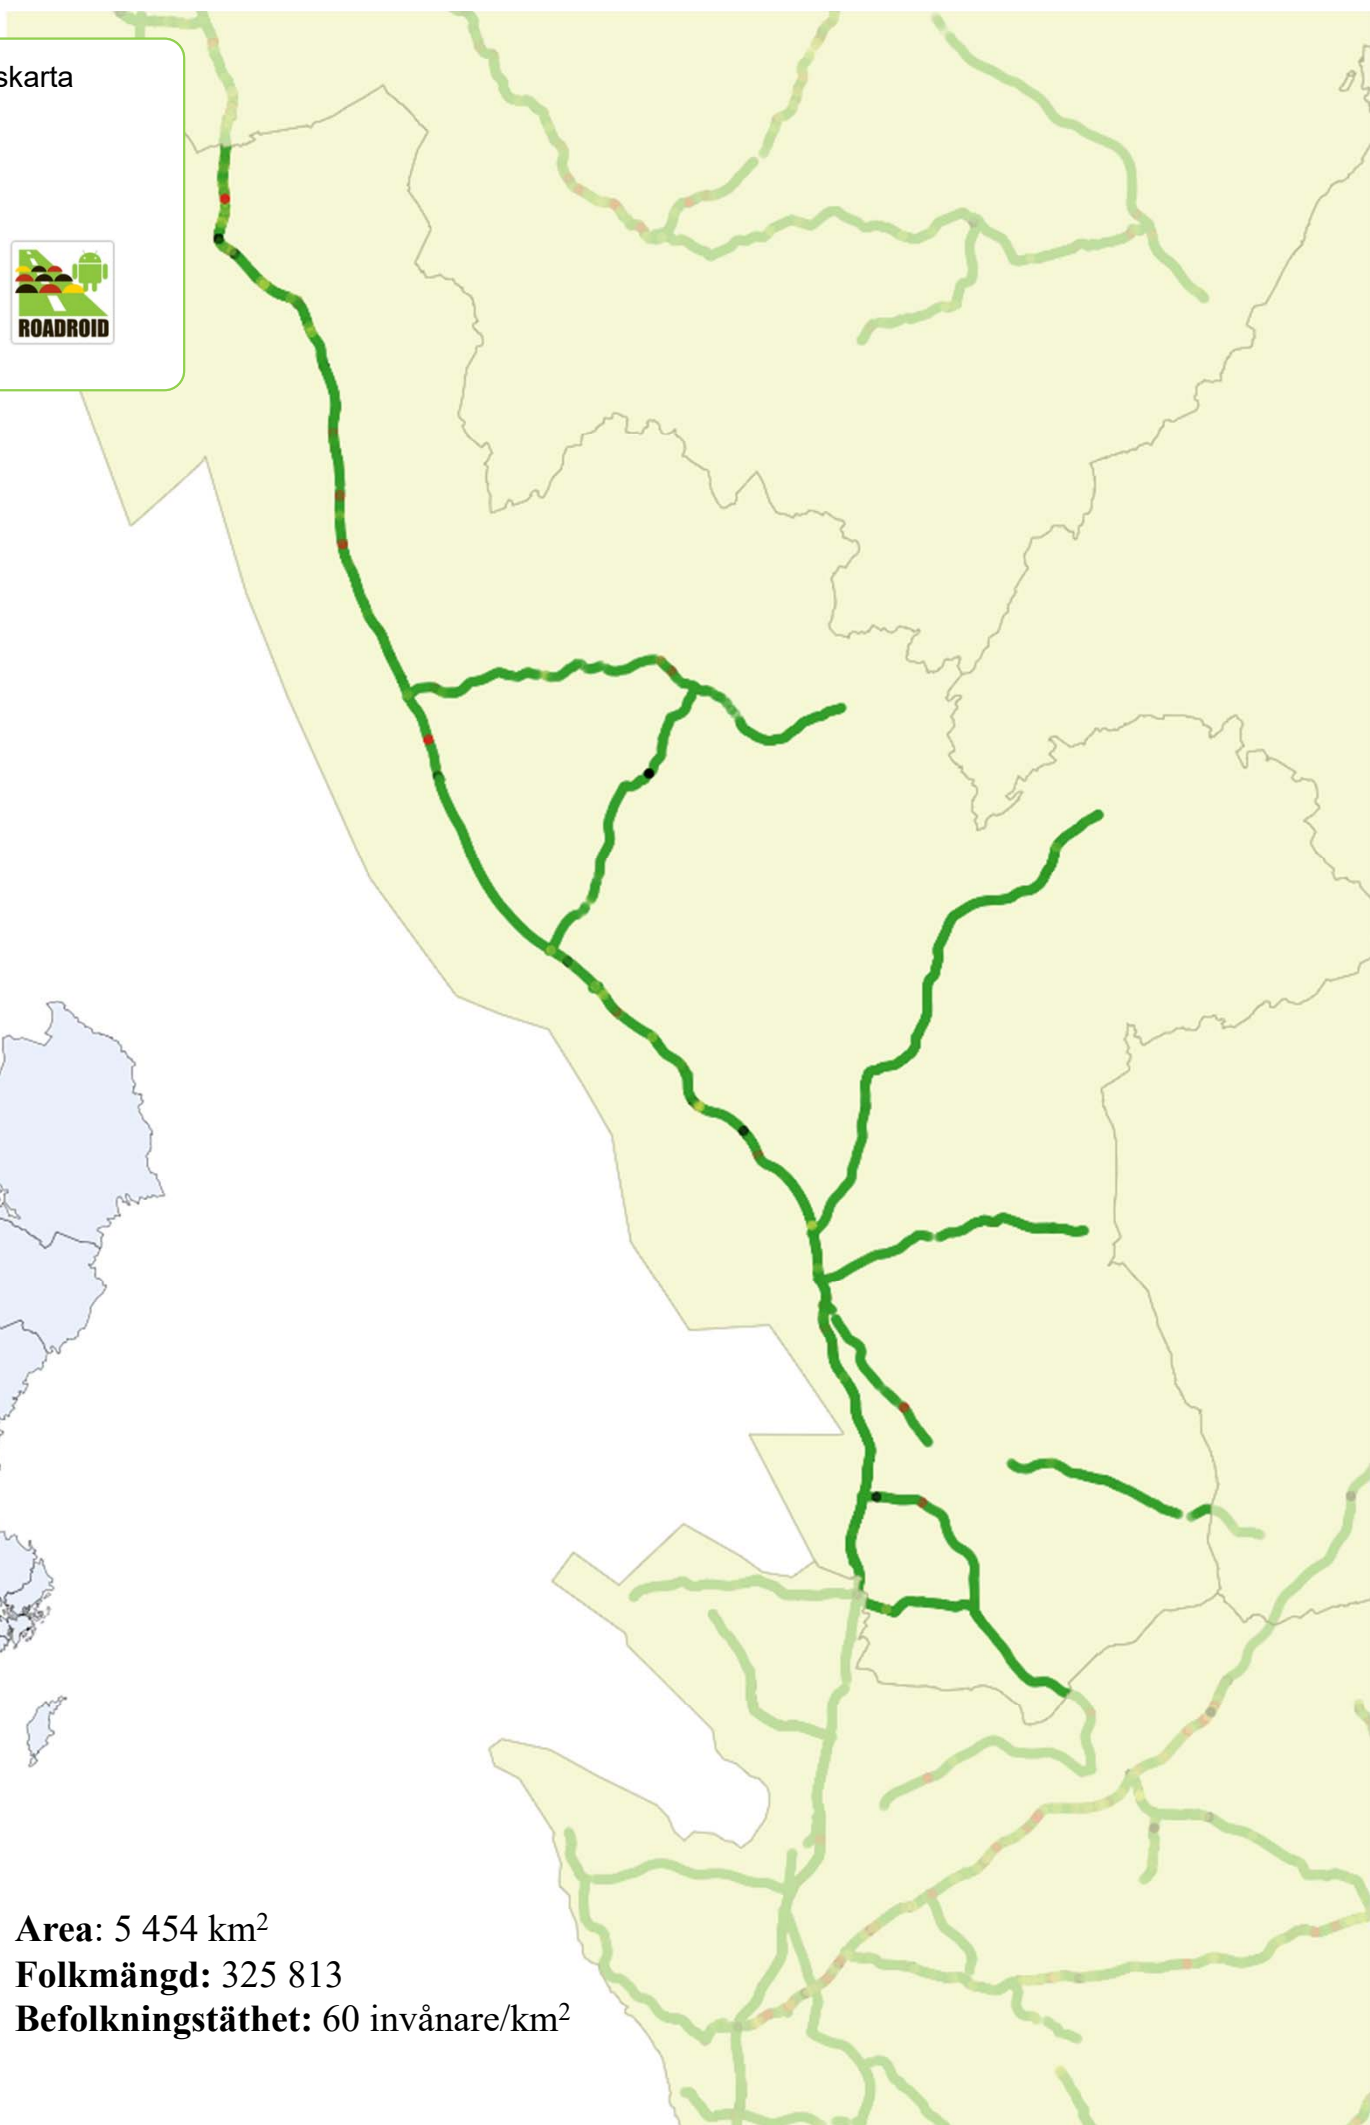 skarta
ROADROID
Area: 5 454 km²
Folkmängd: 325 813
Befolkningstäthet: 60 invånare/km²